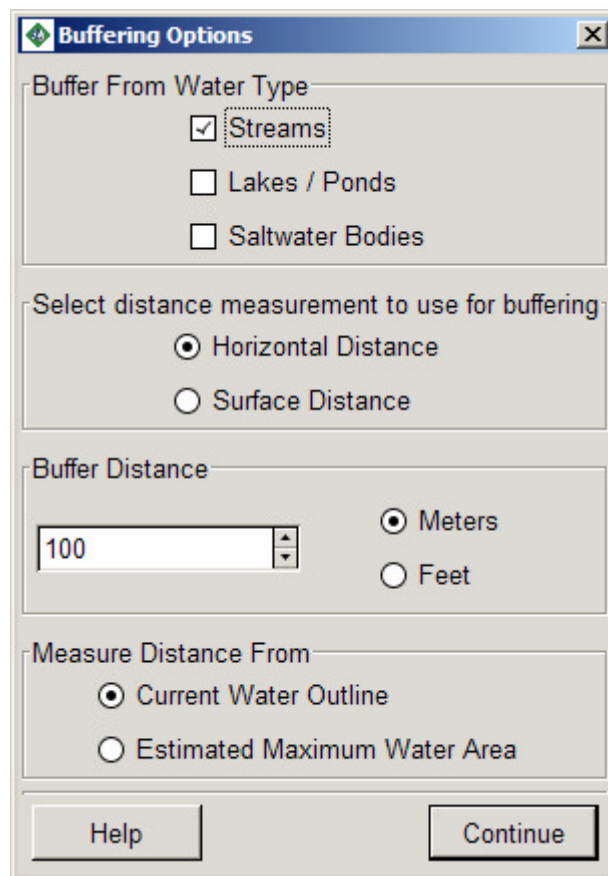 Buffering Options
Buffer From Water Type
Streams
Lakes / Ponds
Saltwater Bodies
Select distance measurement to use for buffering
Horizontal Distance
Surface Distance
Buffer Distance
100
Meters
Feet
Measure Distance From
Current Water Outline
Estimated Maximum Water Area
Help
Continue